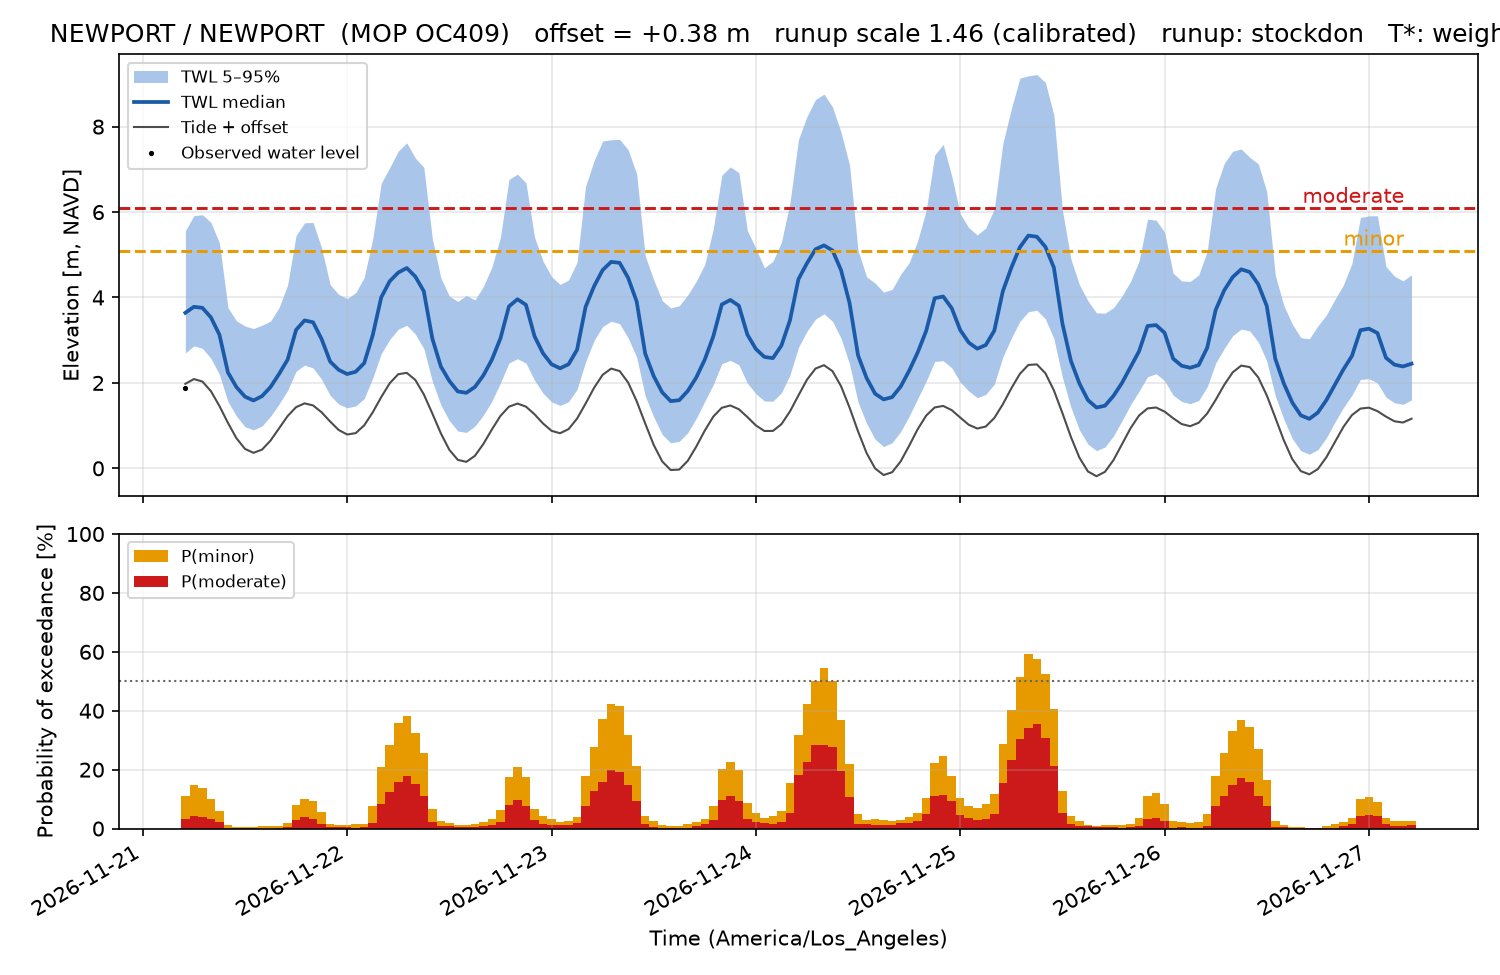 NEWPORT / NEWPORT  (MOP OC409)   offset = +0.38 m   runup scale 1.46 (calibrated)   runup: stockdon   T*: weigh
TWL 5–95%
TWL median
Tide + offset
Observed water level
Elevation [m, NAVD]
8
6
4
2
0
moderate
minor
Probability of exceedance [%]
100
80
60
40
20
0
P(minor)
P(moderate)
2026-11-21
2026-11-22
2026-11-23
2026-11-24
2026-11-25
2026-11-26
2026-11-27
Time (America/Los_Angeles)